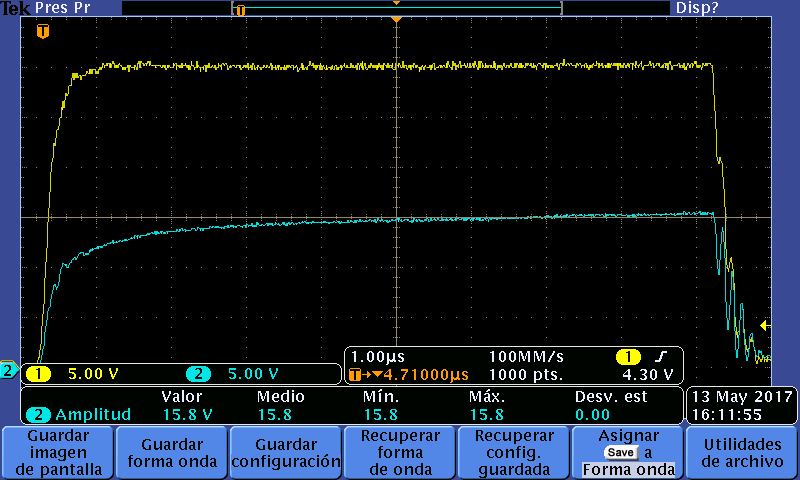 Tek Pres Pr
T
Disp?
T
2
1 5.00 V 2 5.00 V
1.00µs 100MM/s 1
T→▼4.71000µs 1000 pts. 4.30 V
Valor Medio Mín. Máx. Desv. est
2 Amplitud 15.8 V 15.8 15.8 15.8 0.00
13 May 2017
16:11:55
Guardar
imagen
de pantalla
Guardar
forma onda
Guardar
configuración
Recuperar
forma
de onda
Recuperar
config.
guardada
Asignar
Save a
Forma onda
Utilidades
de archivo